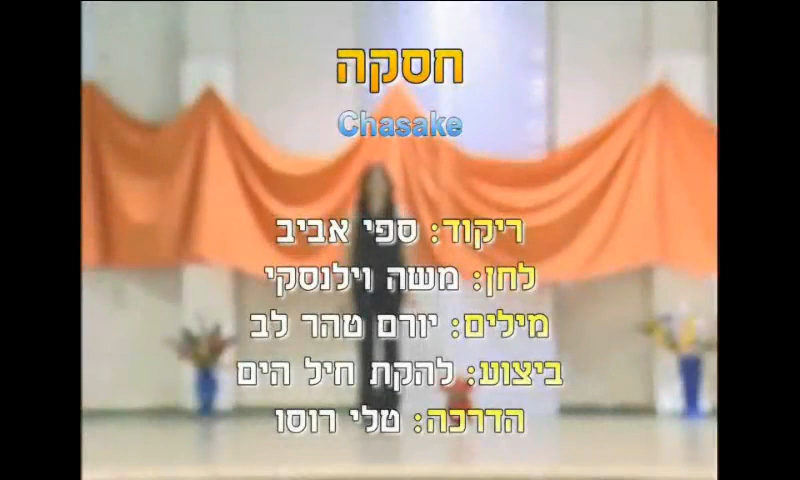 חסקה
Chasake
ריקוד: ספי אביב
לחן: משה וילנסקי
מילים: יורם טהר לב
ביצוע: להקת חיל הים
הדרכה: טלי רוסו